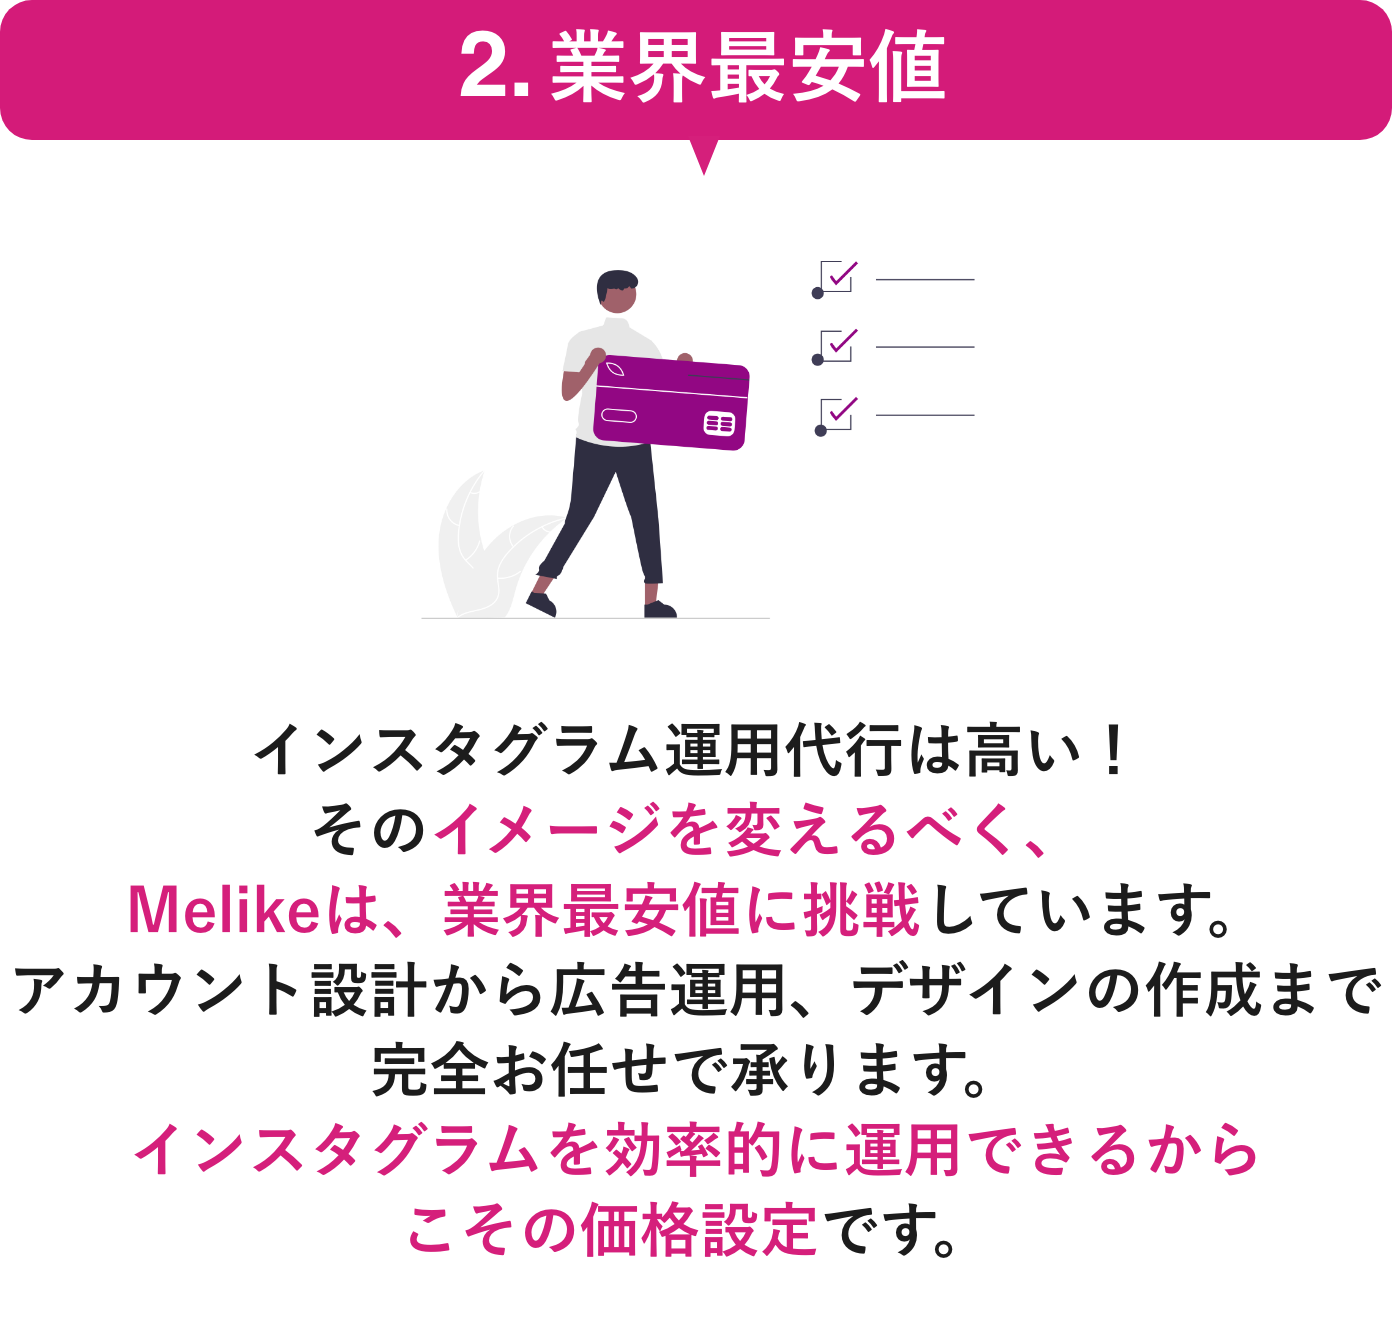 2. 業界最安値
インスタグラム運用代行は高い！
そのイメージを変えるべく、
Melikeは、業界最安値に挑戦しています。
アカウント設計から広告運用、デザインの作成まで
完全お任せで承ります。
インスタグラムを効率的に運用できるから
こその価格設定です。